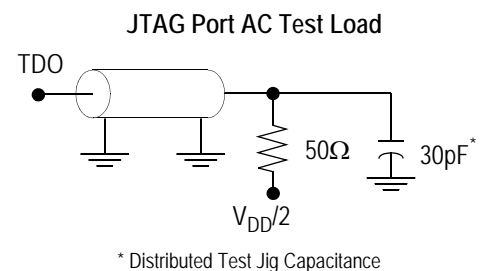 JTAG Port AC Test Load
TDO
50Ω
30pF*
VDD/2
* Distributed Test Jig Capacitance